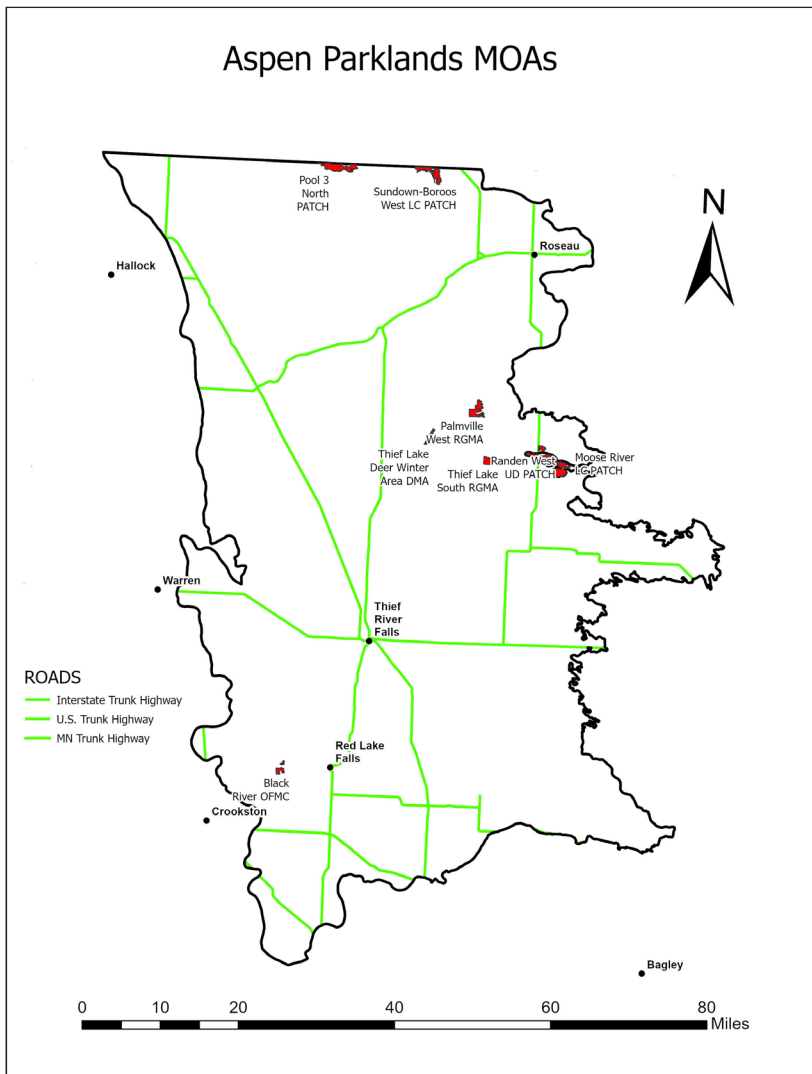 Aspen Parklands MOAs
Pool 3
North
PATCH
Sundown-Boroos
West LC PATCH
N
Roseau
Hallock
Palmville
West RGMA
Thief Lake
Deer Winter
Area DMA
Thief Lake
South RGMA
Randen West
UD PATCH
Moose River
LC PATCH
Warren
Thief
River
Falls
ROADS
Interstate Trunk Highway
U.S. Trunk Highway
MN Trunk Highway
Red Lake
Falls
Black
River OFMC
Crookston
Bagley
0 10 20 40 60 80
Miles